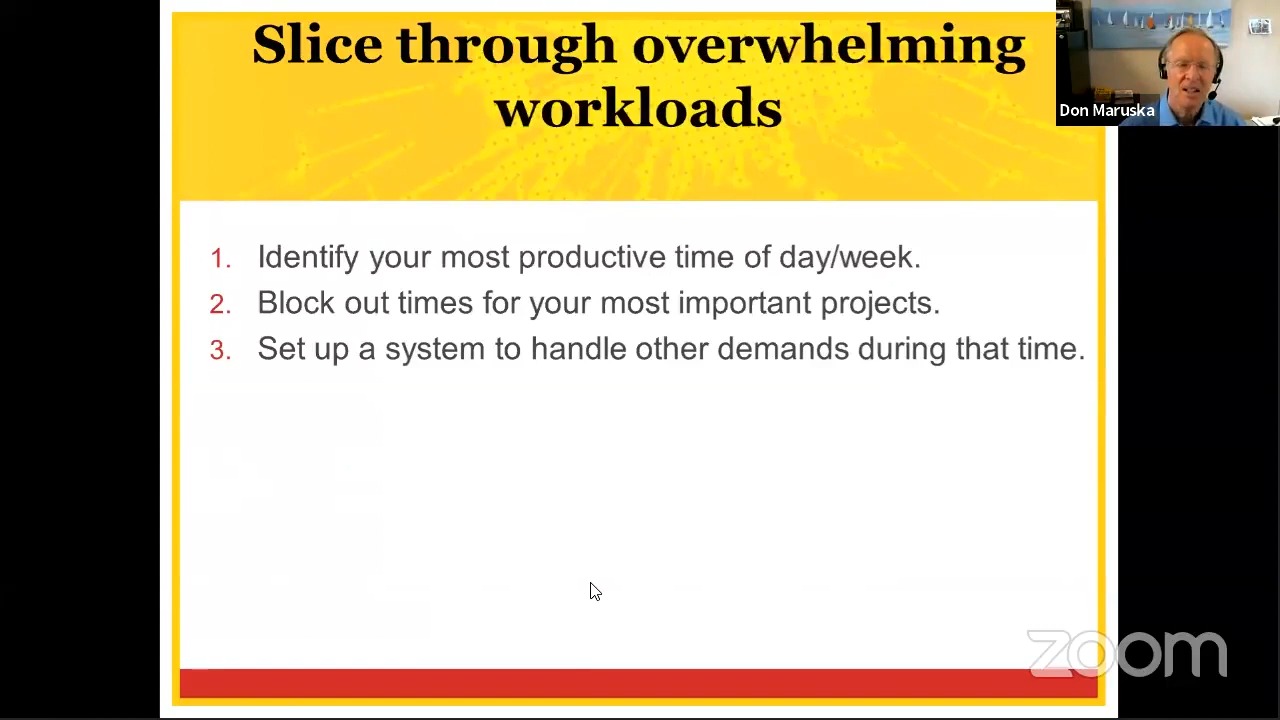 Slice through overwhelming
workloads
Don Maruska
1. Identify your most productive time of day/week.
2. Block out times for your most important projects.
3. Set up a system to handle other demands during that time.
zoom